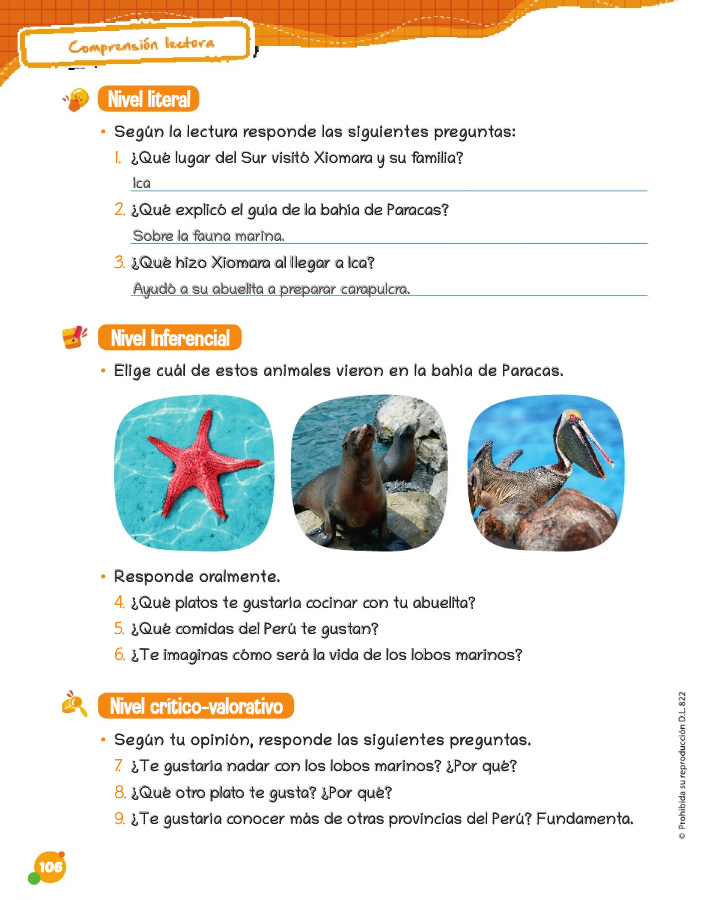 Comprensión lectora
Nivel literal
• Según la lectura responde las siguientes preguntas:
1. ¿Qué lugar del Sur visitó Xiomara y su familia?
Ica
2. ¿Qué explicó el guía de la bahía de Paracas?
Sobre la fauna marina.
3. ¿Qué hizo Xiomara al llegar a Ica?
Ayudó a su abuelita a preparar carapulcra.
Nivel Inferencial
• Elige cuál de estos animales vieron en la bahía de Paracas.
• Responde oralmente.
4. ¿Qué platos te gustaría cocinar con tu abuelita?
5. ¿Qué comidas del Perú te gustan?
6. ¿Te imaginas cómo será la vida de los lobos marinos?
Nivel crítico-valorativo
• Según tu opinión, responde las siguientes preguntas.
7. ¿Te gustaría nadar con los lobos marinos? ¿Por qué?
8. ¿Qué otro plato te gusta? ¿Por qué?
9. ¿Te gustaría conocer más de otras provincias del Perú? Fundamenta.
© Prohibida su reproducción D.L. 822
106